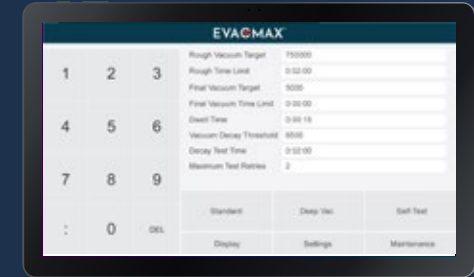 EVACMAX
1 2 3
4 5 6
7 8 9
: 0 DEL
Rough Vacuum Target 750000
Rough Time Limit 0:02:00
Final Vacuum Target 5000
Final Vacuum Time Limit 0:00:00
Dwell Time 0:00:15
Vacuum Decay Threshold 6500
Decay Test Time 0:02:00
Maximum Test Retries 2
Standard Deep Vac Self Test
Display Settings Maintenance